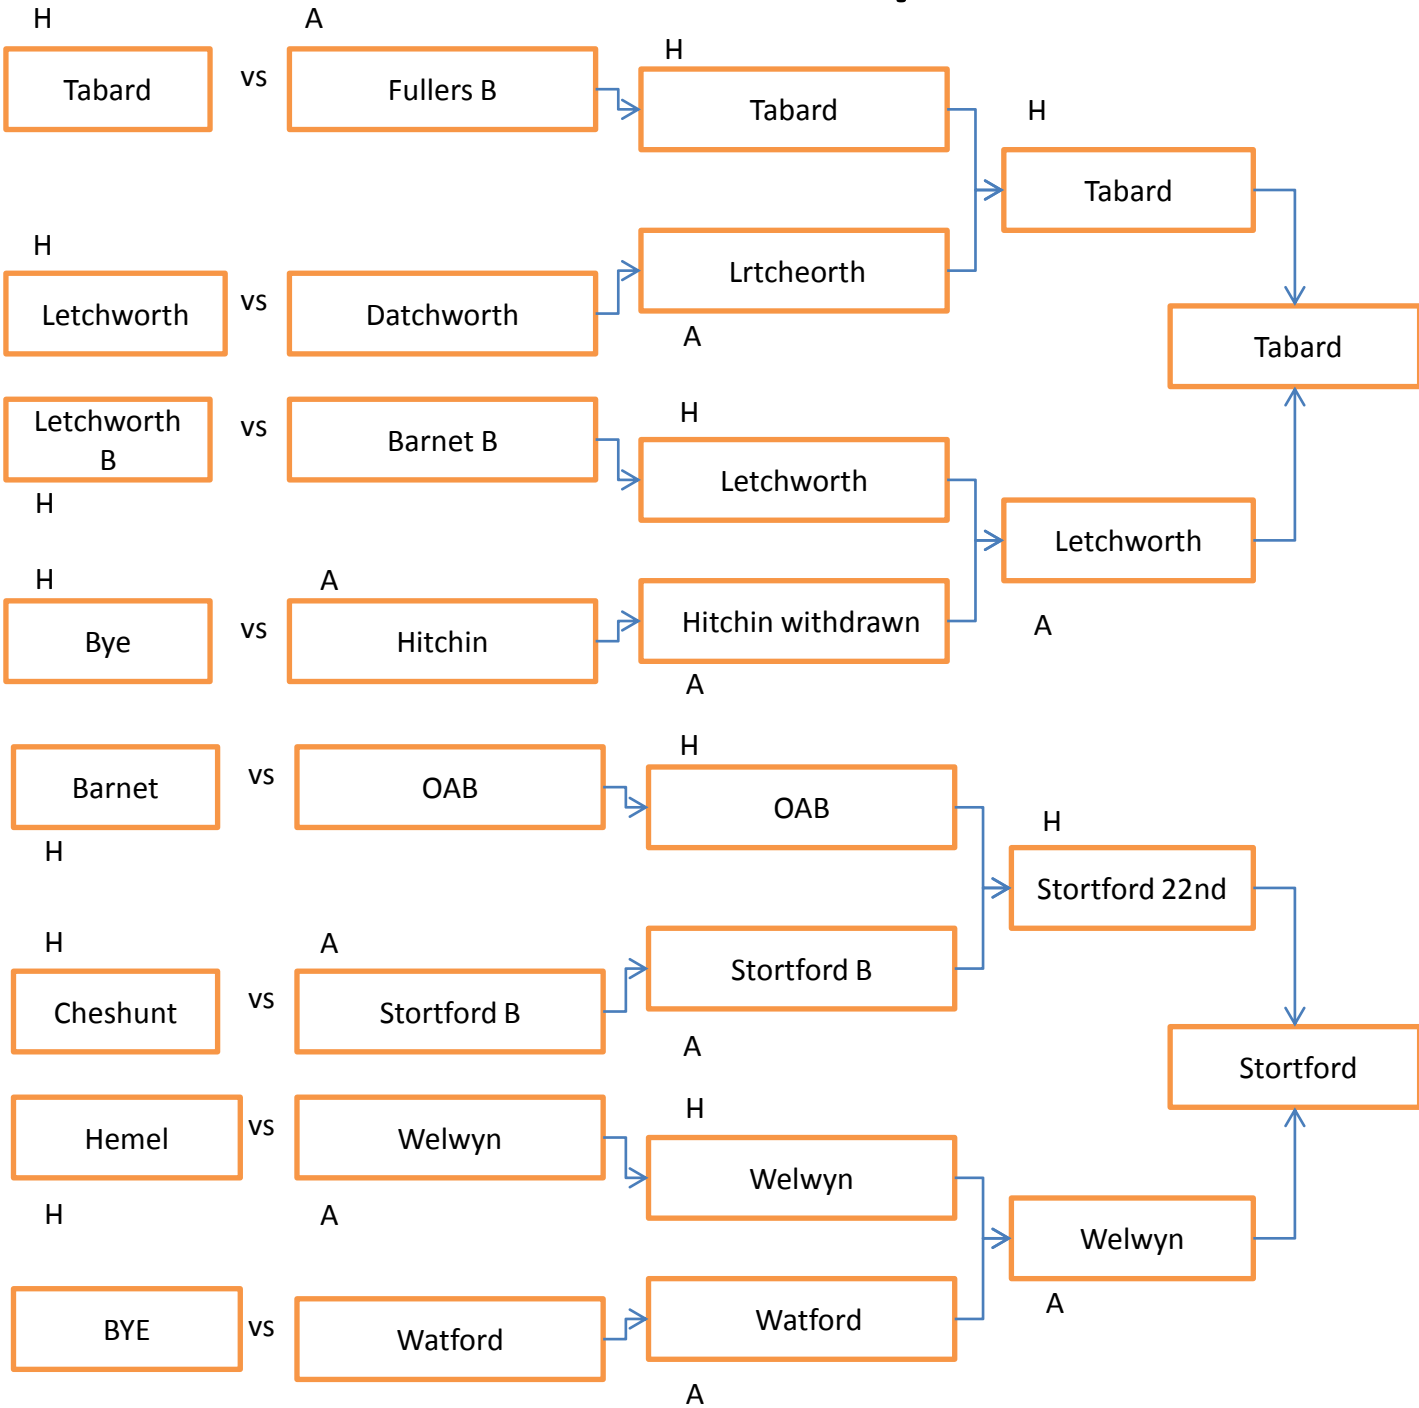 H
A
H
Tabard
vs
Fullers B
Tabard
H
Tabard
H
Letchworth
vs
Datchworth
Lrtcheorth
A
Tabard
Letchworth
B
H
vs
Barnet B
H
Letchworth
Letchworth
A
H
Bye
vs
A
Hitchin
Hitchin withdrawn
A
Barnet
H
vs
OAB
H
OAB
H
Stortford 22nd
H
Cheshunt
vs
A
Stortford B
Stortford B
A
Stortford
Hemel
H
vs
Welwyn
A
H
Welwyn
Welwyn
A
BYE
vs
Watford
Watford
A